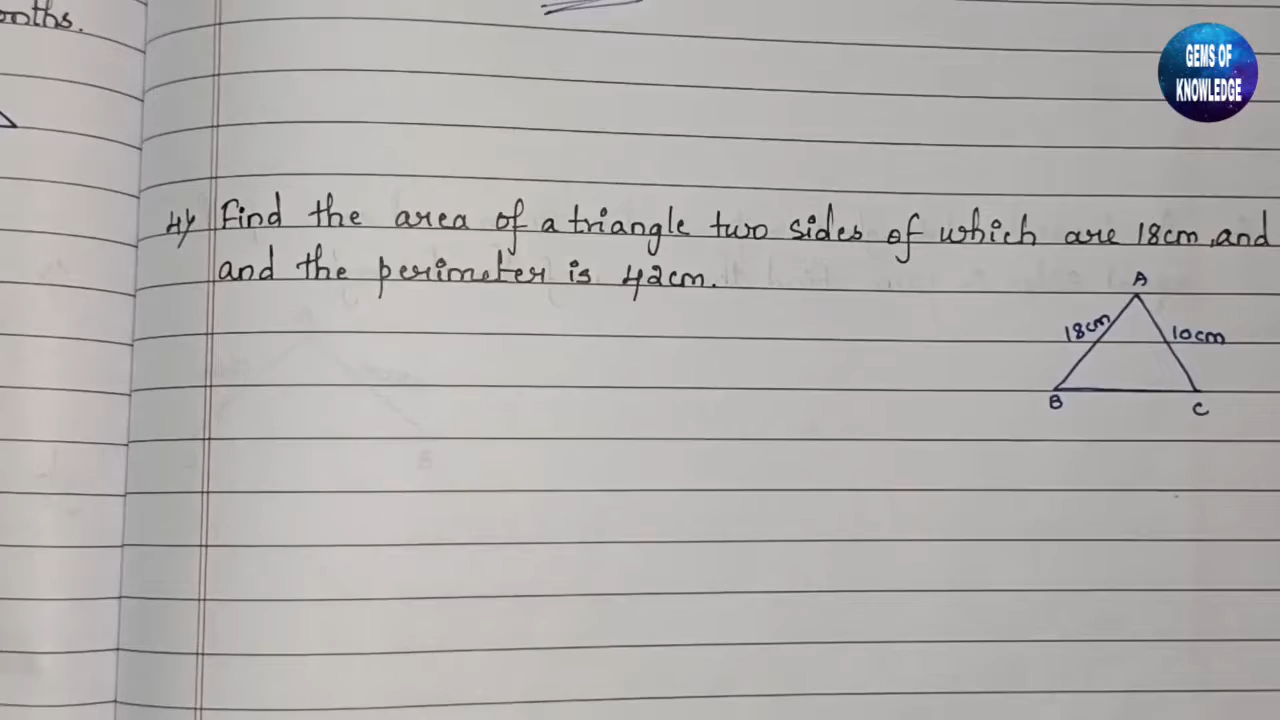 onths.
GEMS OF
KNOWLEDGE
4) Find the area of a triangle two sides of which are 18cm, and
and the perimeter is 42cm.
A
18cm
10cm
B
C